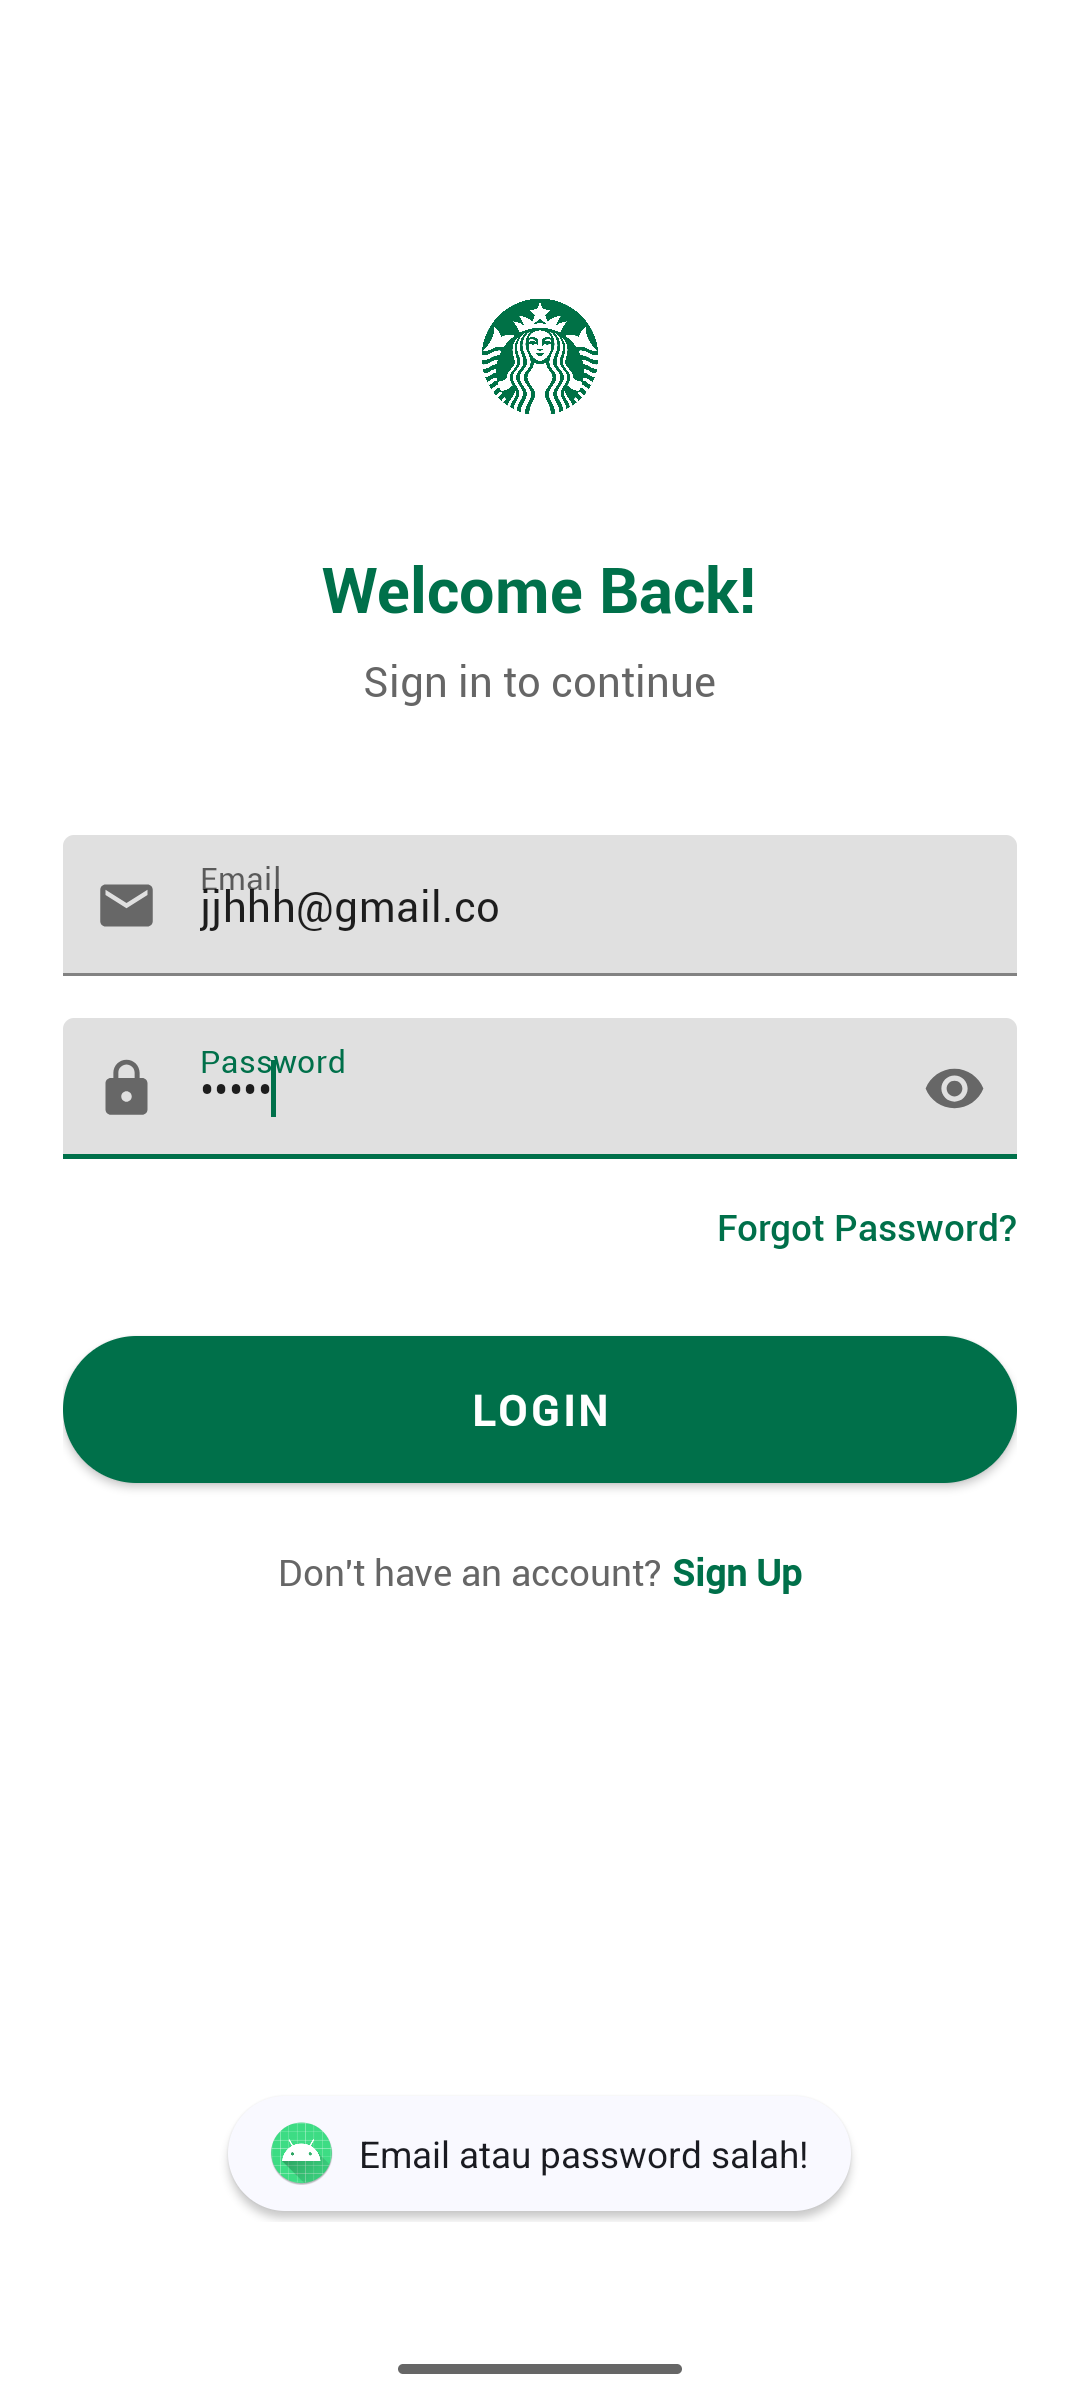 Welcome Back!
Sign in to continue
Email
jjhhh@gmail.co
Password
•••••
Forgot Password?
LOGIN
Don't have an account? Sign Up
Email atau password salah!